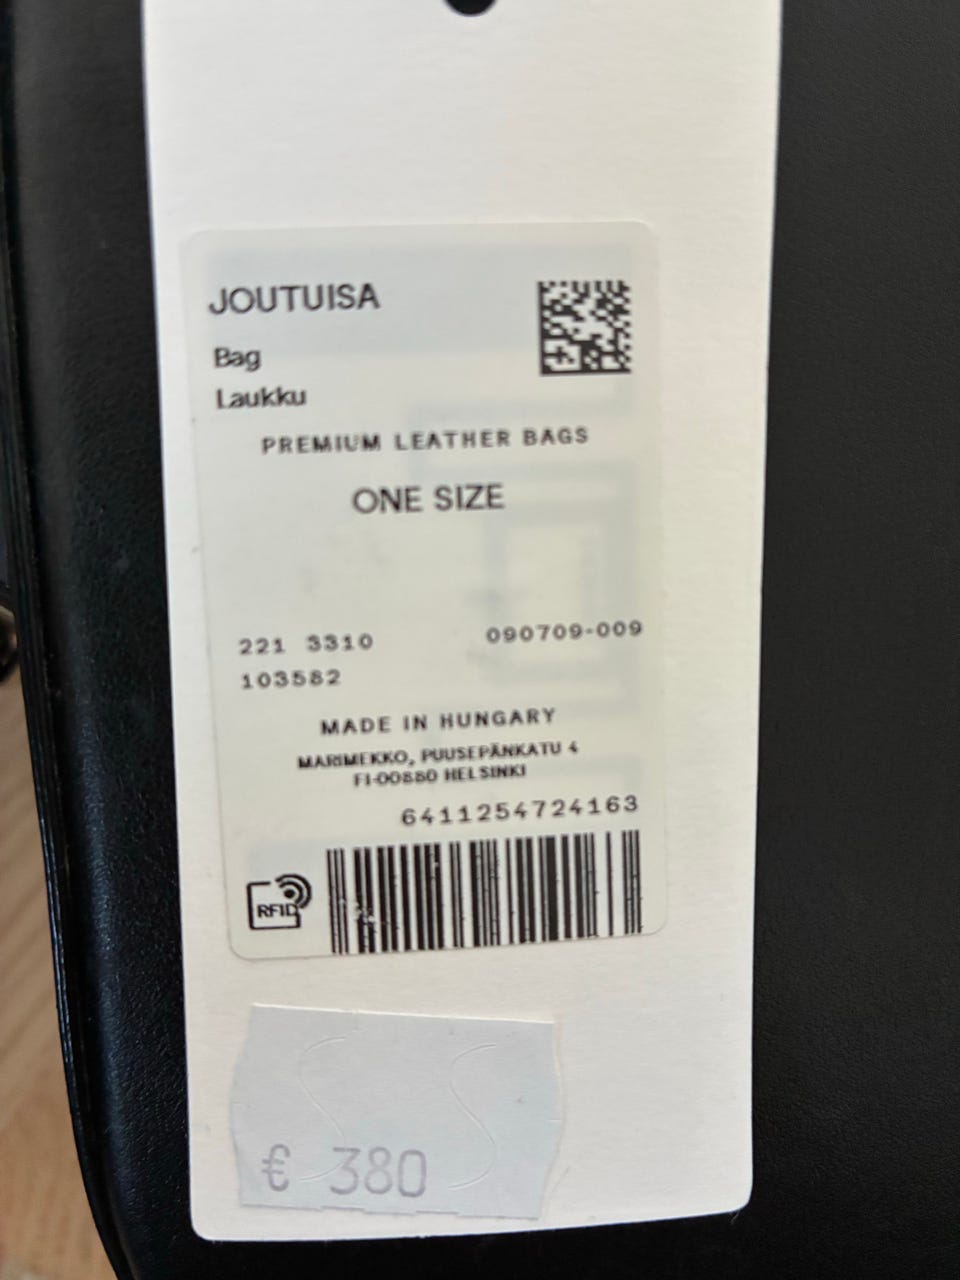 JOUTUISA
Bag
Laukku
PREMIUM LEATHER BAGS
ONE SIZE
221 3310
090709-009
103582
MADE IN HUNGARY
MARIMEKKO, PUUSEPÄNKATU 4
FI-00880 HELSINKI
6411254724163
RFID
€ 380